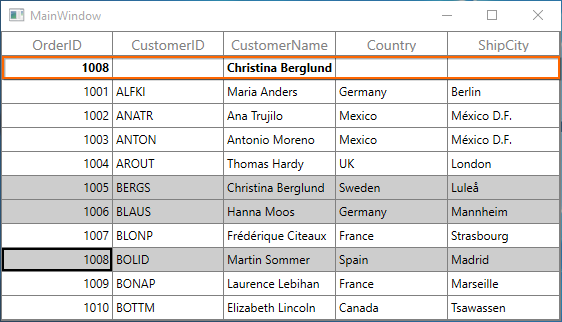 MainWindow
OrderID CustomerID CustomerName Country ShipCity
1008 Christina Berglund
1001 ALFKI Maria Anders Germany Berlin
1002 ANATR Ana Trujilo Mexico México D.F.
1003 ANTON Antonio Moreno Mexico México D.F.
1004 AROUT Thomas Hardy UK London
1005 BERGS Christina Berglund Sweden Luleå
1006 BLAUS Hanna Moos Germany Mannheim
1007 BLONP Frédérique Citeaux France Strasbourg
1008 BOLID Martin Sommer Spain Madrid
1009 BONAP Laurence Lebihan France Marseille
1010 BOTTM Elizabeth Lincoln Canada Tsawassen